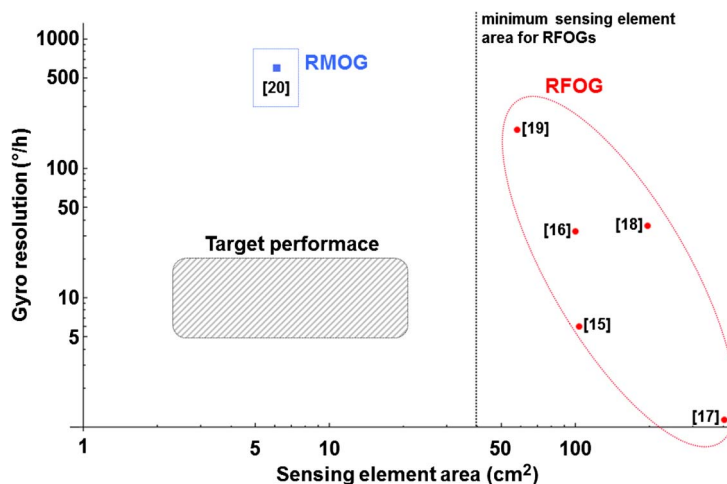 minimum sensing element
area for RFOGs
1000
500
100
50
10
5
Gyro resolution (°/h)
RMOG
[20]
RFOG
[19]
[16]
[18]
[15]
[17]
Target performace
1
5
10
50
100
Sensing element area (cm2)